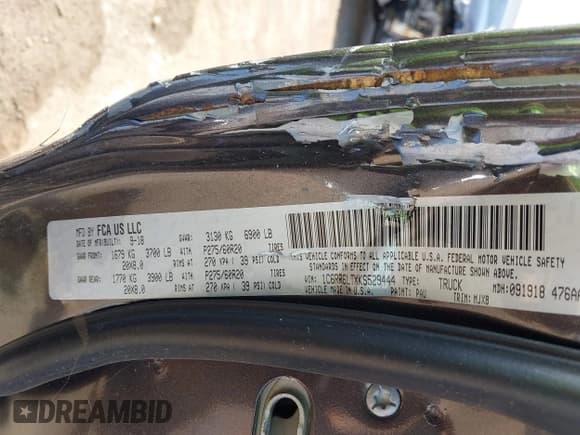 MFD BY FCA US LLC
DATE OF MFR/BUILT: 9-18 GVWR: 3130 KG 6900 LB
GAWR FRONT: 1679 KG 3700 LB WITH P275/60R20 TIRES
20X8.0 RIMS AT 270 KPA/ 39 PSI COLD
GAWR REAR: 1770 KG 3900 LB WITH P275/60R20 TIRES
20X8.0 RIMS AT 270 KPA/ 39 PSI COLD
THIS VEHICLE CONFORMS TO ALL APPLICABLE U.S.A. FEDERAL MOTOR VEHICLE SAFETY
STANDARDS IN EFFECT ON THE DATE OF MANUFACTURE SHOWN ABOVE.
VIN: TYPE: TRUCK
VEHICLE MADE IN U.S.A. PAINT: PAU TRIM: MJX8 MDH: 091918 476AA
DREAMBID